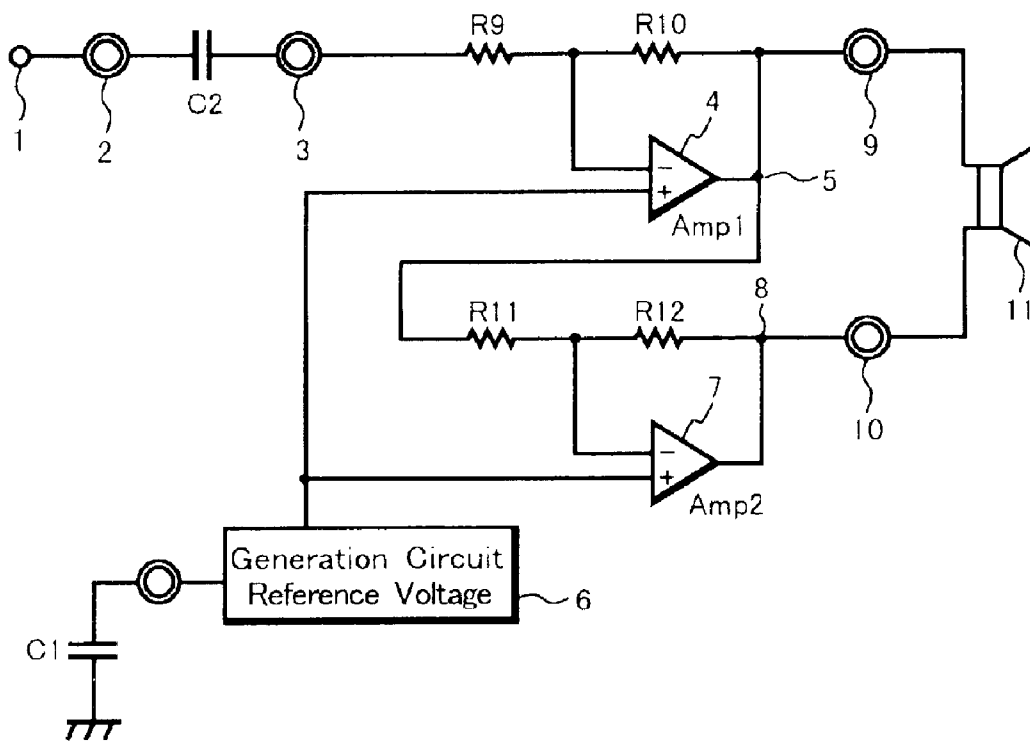 R9
R10
1
2
C2
3
4
9
−
+
5
Amp1
11
R11
R12
8
7
10
−
+
Amp2
Generation Circuit
Reference Voltage
6
C1